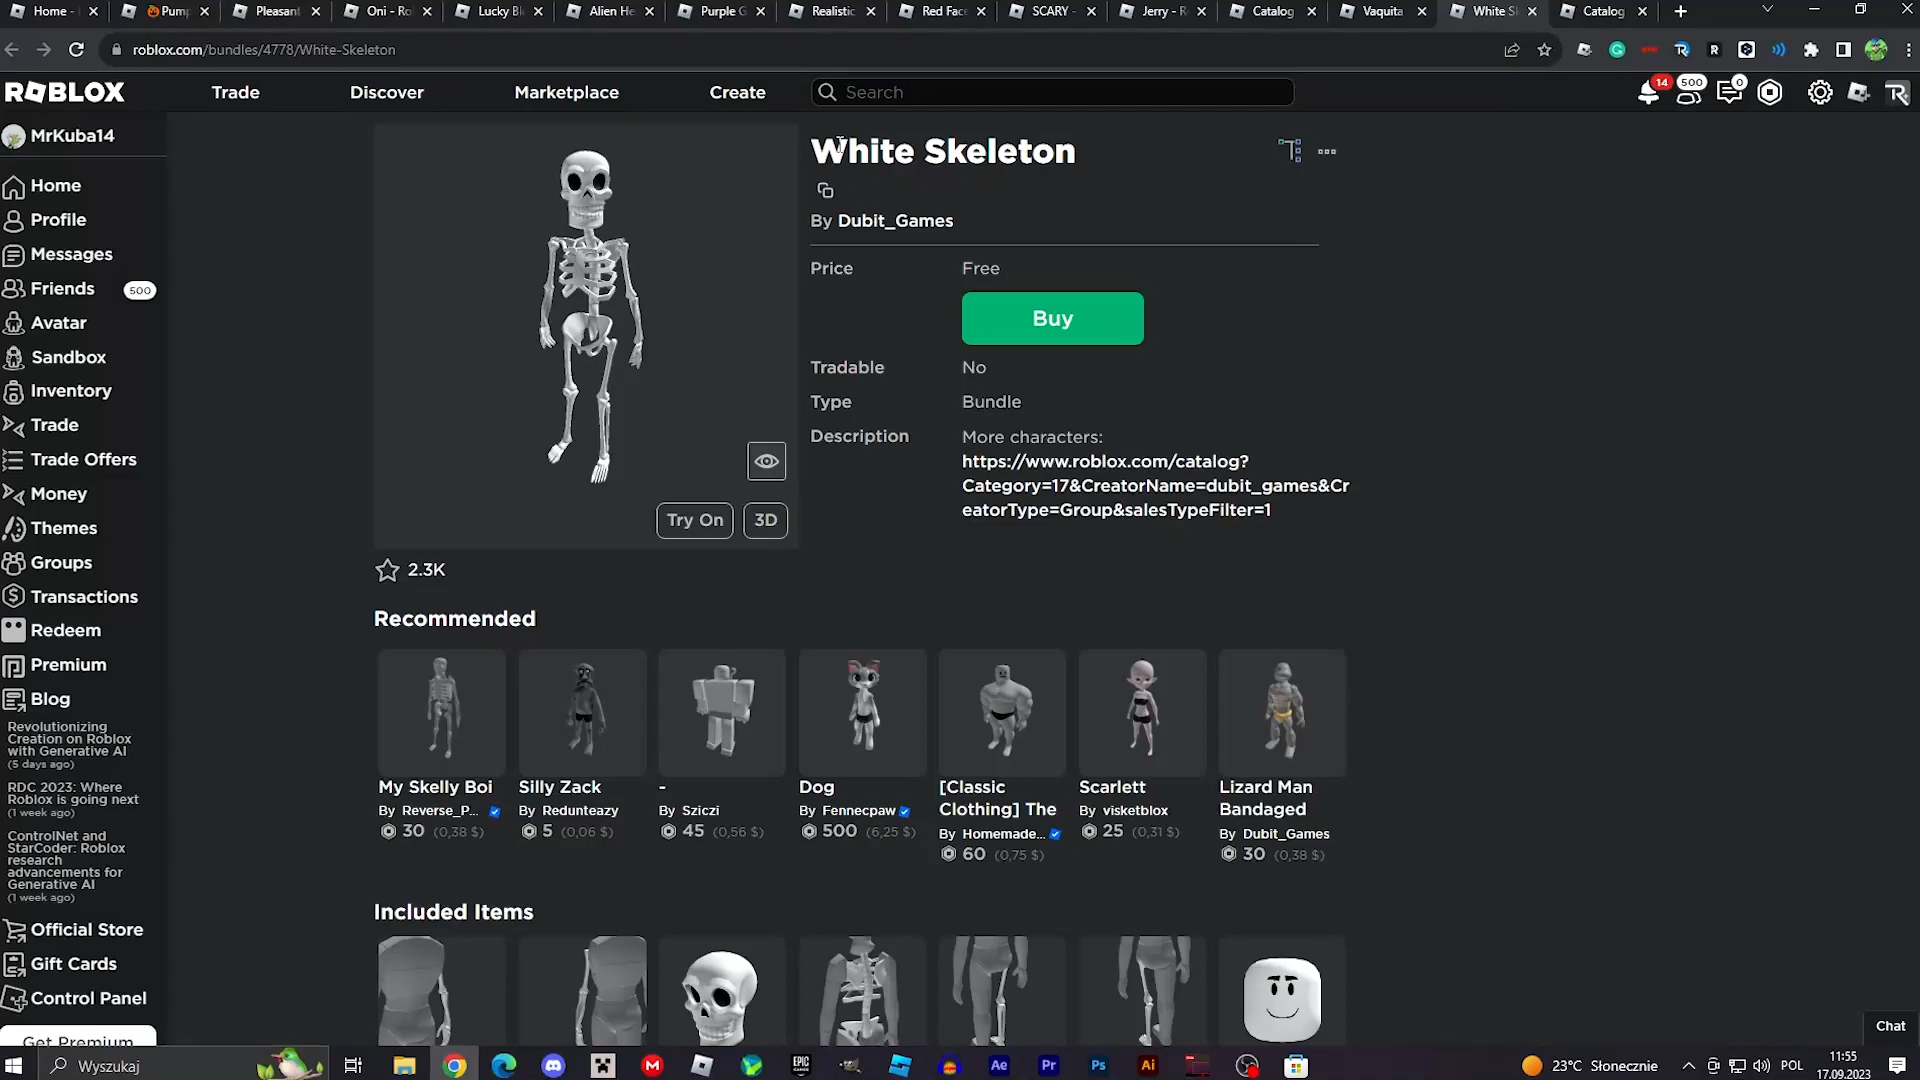 Home -
Pump
Pleasant
Oni - Ro
Lucky Bl
Alien He
Purple G
Realistic
Red Face
SCARY -
Jerry - R
Catalog
Vaquita
White Sk
Catalog
roblox.com/bundles/4778/White-Skeleton
ROBLOX
Trade
Discover
Marketplace
Create
Search
14
500
0
MrKuba14
Home
Profile
Messages
Friends 500
Avatar
Sandbox
Inventory
Trade
Trade Offers
Money
Themes
Groups
Transactions
Redeem
Premium
Blog
Revolutionizing
Creation on Roblox
with Generative AI
(5 days ago)
RDC 2023: Where
Roblox is going next
(1 week ago)
ControlNet and
StarCoder: Roblox
research
advancements for
Generative AI
(1 week ago)
Official Store
Gift Cards
Control Panel
Get Premium
White Skeleton
By Dubit_Games
Price Free
Buy
Tradable No
Type Bundle
Description More characters:
https://www.roblox.com/catalog?
Category=17&CreatorName=dubit_games&Cr
eatorType=Group&salesTypeFilter=1
Try On
3D
2.3K
Recommended
My Skelly Boi
By Reverse_P...
30 (0,38 $)
Silly Zack
By Redunteazy
5 (0,06 $)
-
By Sziczi
45 (0,56 $)
Dog
By Fennecpaw
500 (6,25 $)
[Classic
Clothing] The
By Homemade...
60 (0,75 $)
Scarlett
By visketblox
25 (0,31 $)
Lizard Man
Bandaged
By Dubit_Games
30 (0,38 $)
Included Items
Chat
Wyszukaj
EPIC
GAMES
Ae
Pr
Ps
Ai
23°C Słonecznie
POL
11:55
17.09.2023